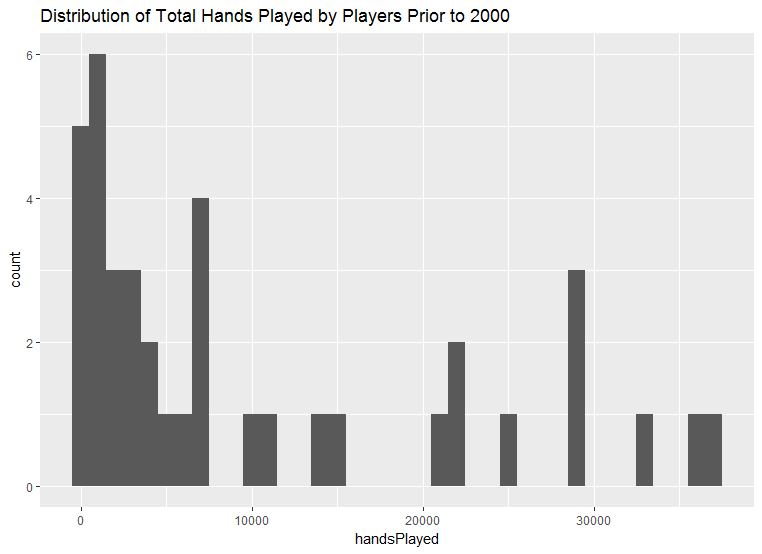 Distribution of Total Hands Played by Players Prior to 2000
6
4
2
0
0 10000 20000 30000
count
handsPlayed